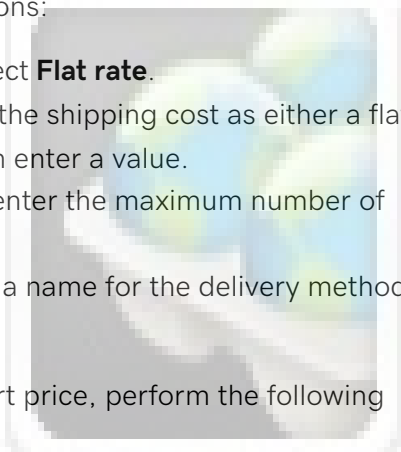 ons:
ect Flat rate.
the shipping cost as either a fla
n enter a value.
enter the maximum number of
a name for the delivery method
rt price, perform the following